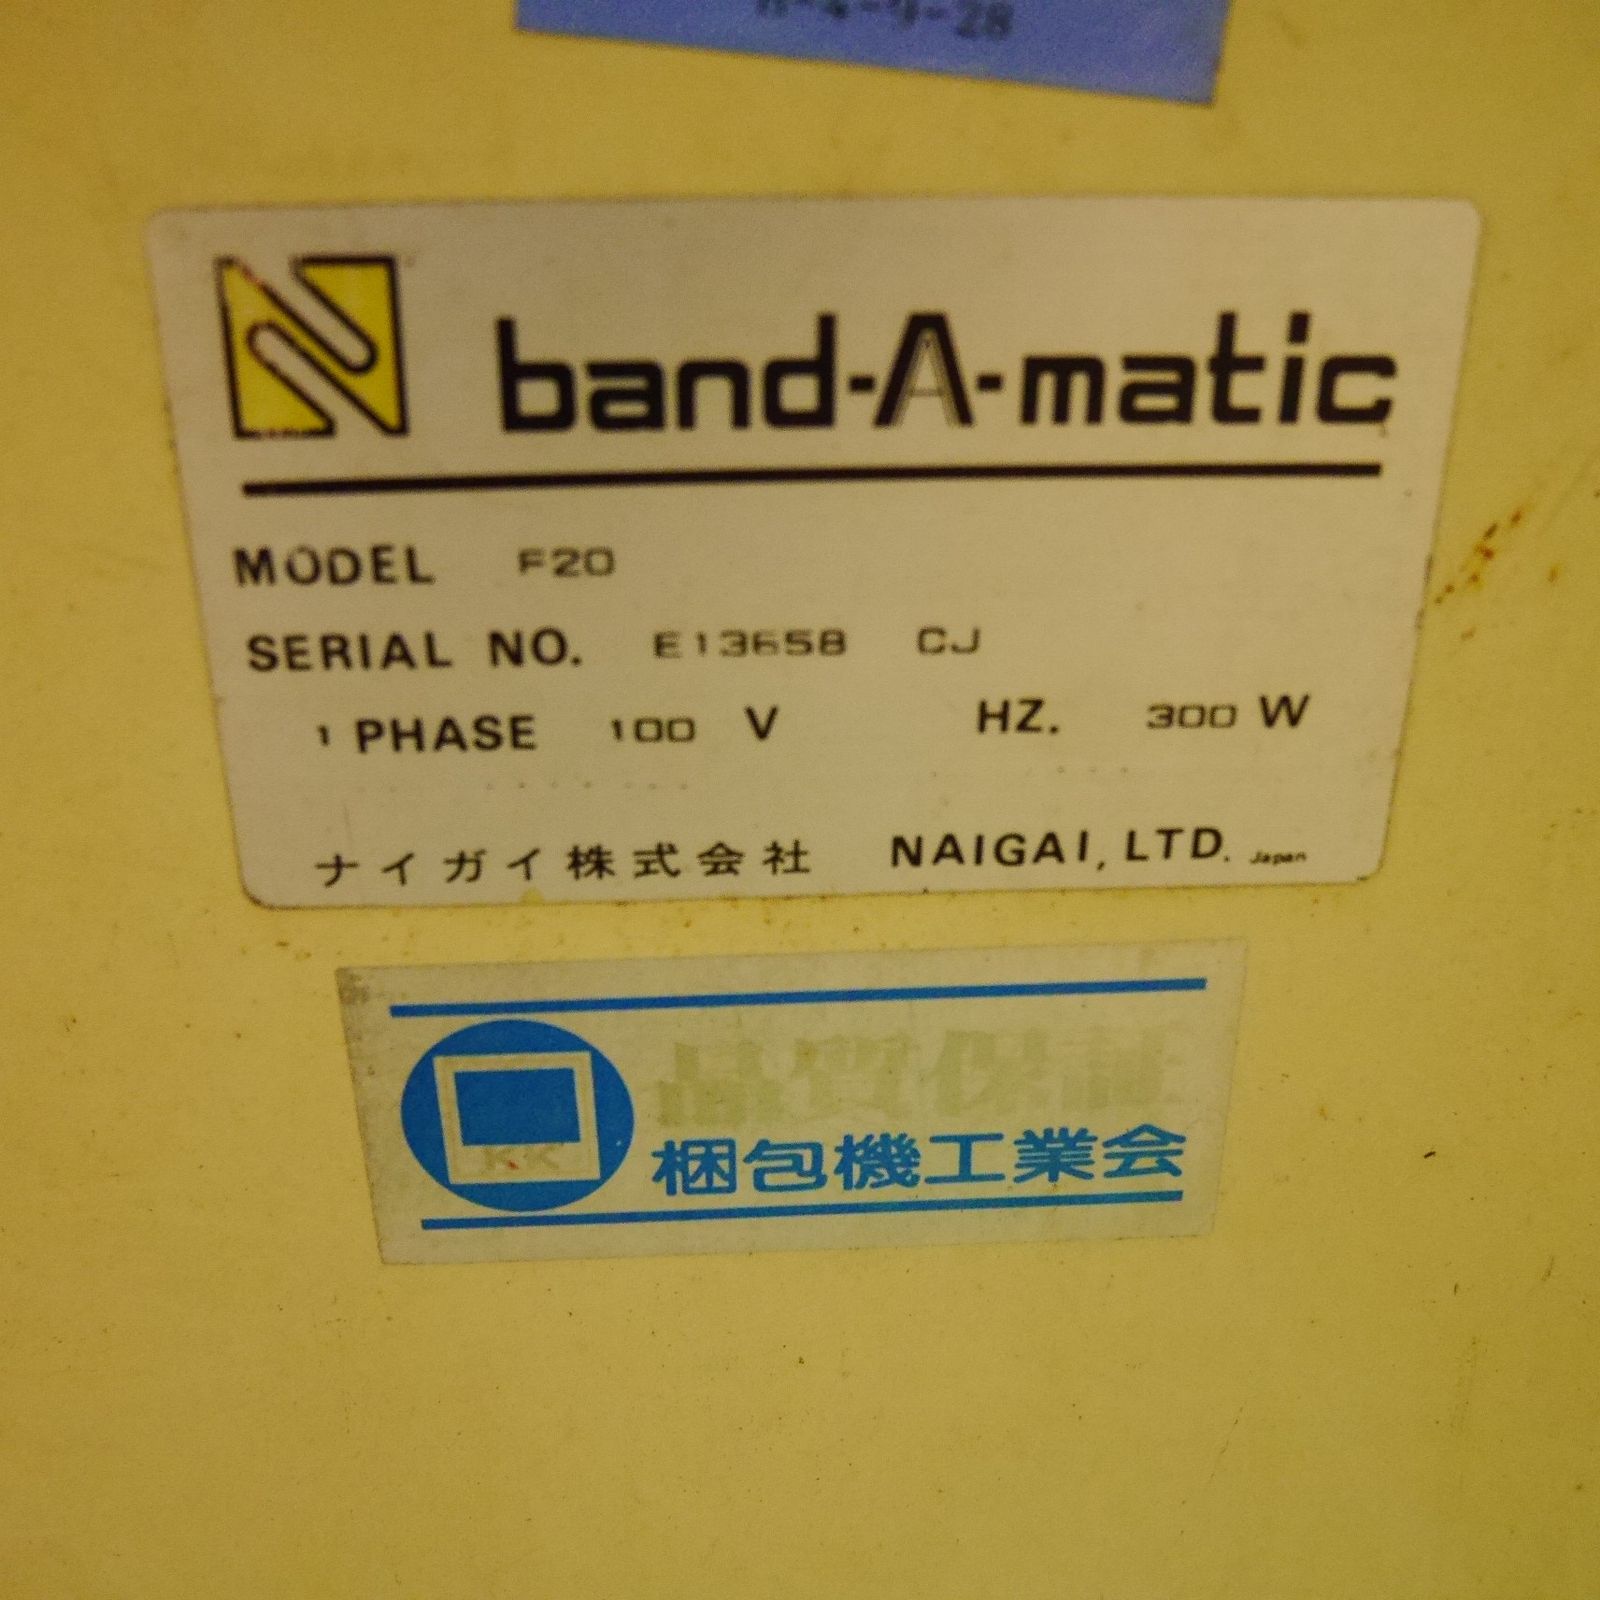 band-A-matic
MODEL F20
SERIAL NO. E13658 CJ
1 PHASE 100 V HZ. 300 W
ナイガイ株式会社 NAIGAI, LTD. Japan
品質保証
KK
梱包機工業会